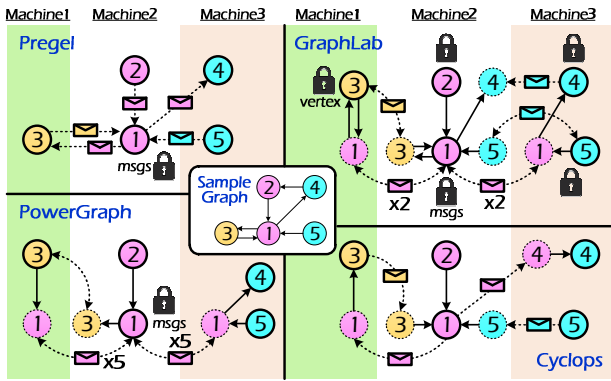 Machine1 Machine2 Machine3 Machine1 Machine2 Machine3
Pregel
2 4
3 1 5
msgs
GraphLab
3 2 5 4
vertex
1 3 1 5 1 5
x2 msgs x2
Sample
Graph
2 4
3 1 5
PowerGraph
3 2 4
msgs
1 3 1 1 5
x5 x5
3 2 4 4
1 3 1 5 5
Cyclops